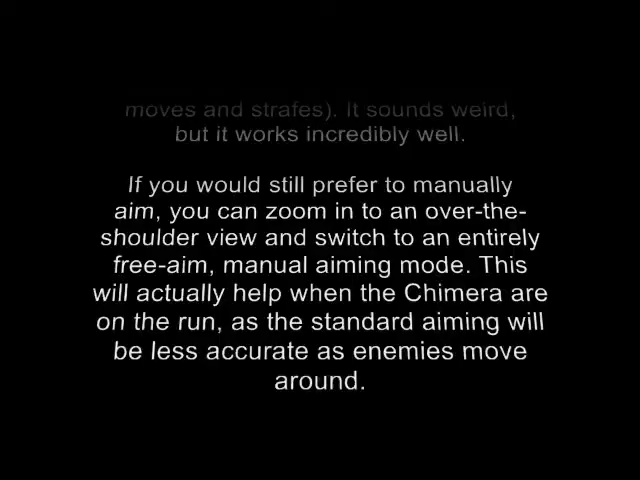 moves and strafes). It sounds weird,
but it works incredibly well.
If you would still prefer to manually
aim, you can zoom in to an over-the-
shoulder view and switch to an entirely
free-aim, manual aiming mode. This
will actually help when the Chimera are
on the run, as the standard aiming will
be less accurate as enemies move
around.